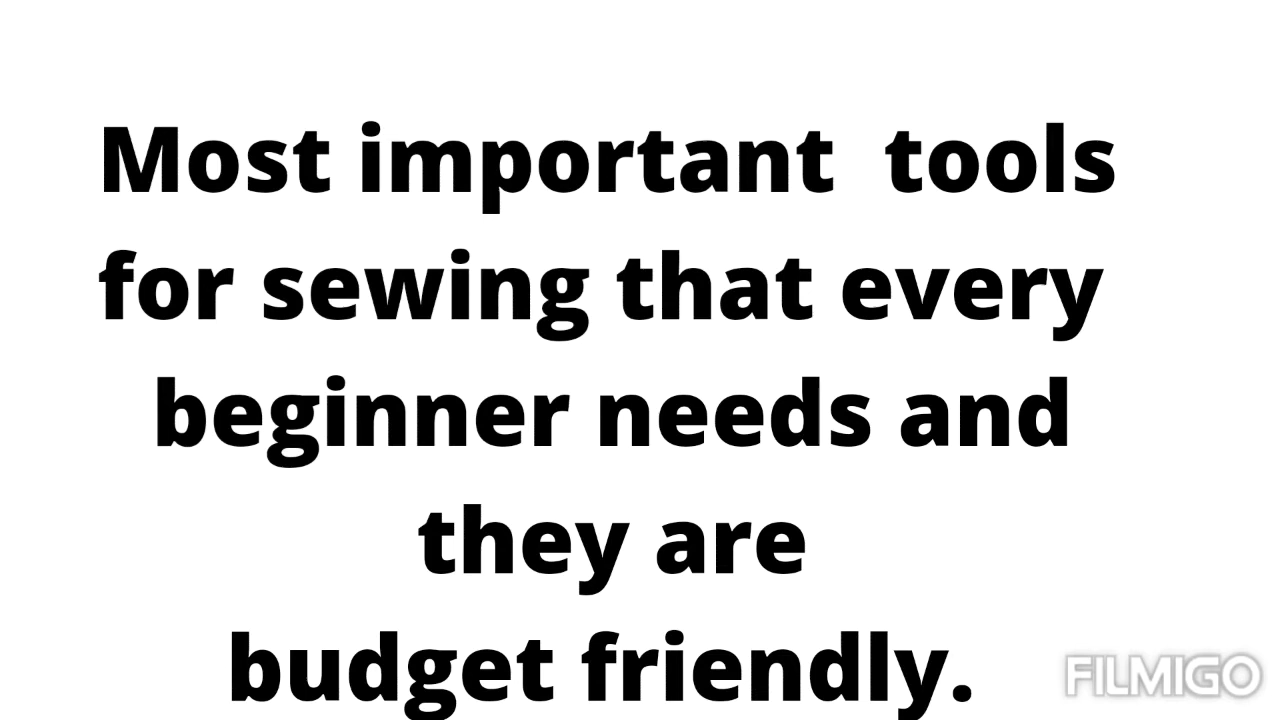 Most important  tools
for sewing that every
beginner needs and
they are
budget friendly.
FILMIGO